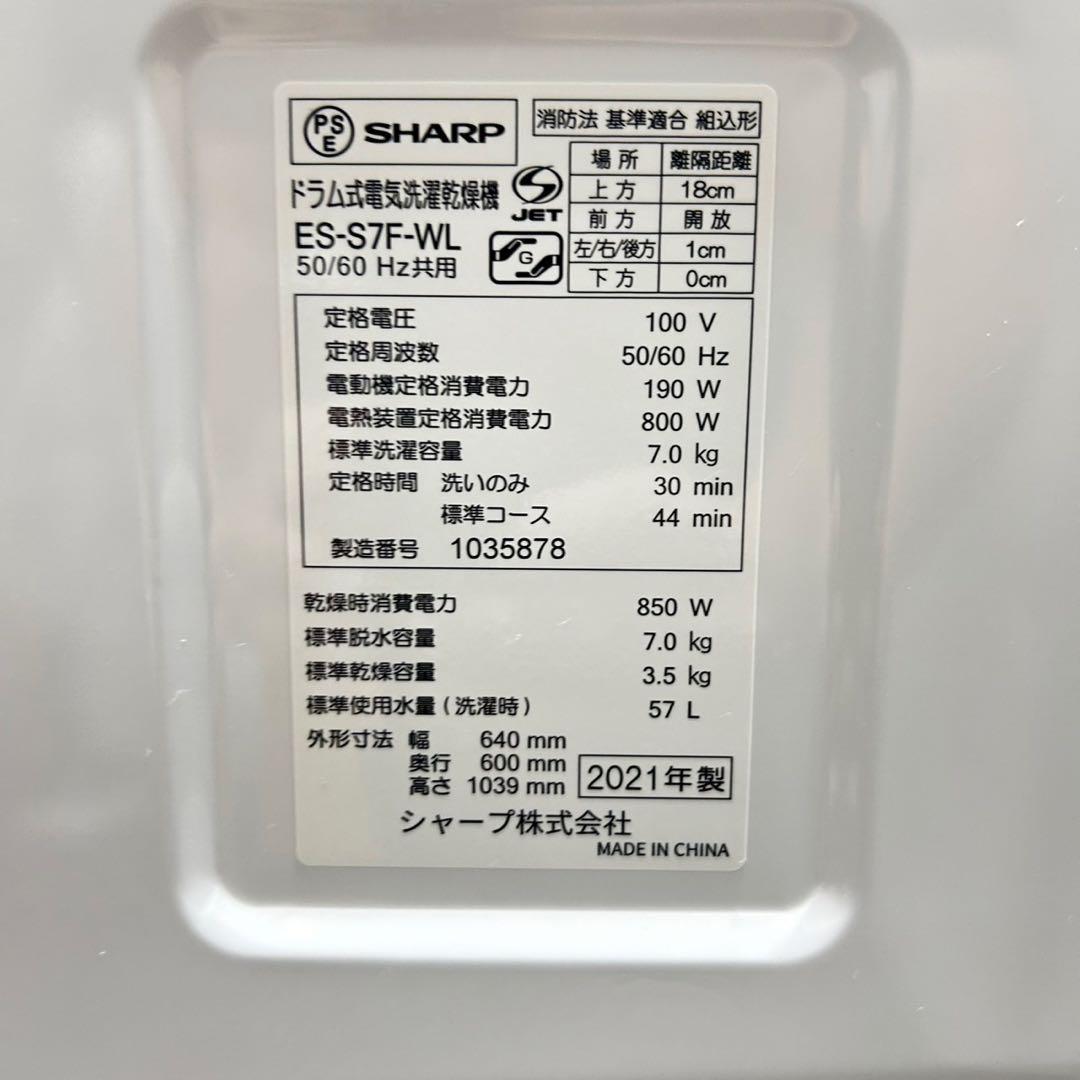 PSE SHARP
消防法 基準適合 組込形
場所 離隔距離
上方 18cm
前方 開放
左/右/後方 1cm
下方 0cm
ドラム式電気洗濯乾燥機
JET
ES-S7F-WL
G
50/60 Hz共用
定格電圧 100 V
定格周波数 50/60 Hz
電動機定格消費電力 190 W
電熱装置定格消費電力 800 W
標準洗濯容量 7.0 kg
定格時間 洗いのみ 30 min
標準コース 44 min
製造番号 1035878
乾燥時消費電力 850 W
標準脱水容量 7.0 kg
標準乾燥容量 3.5 kg
標準使用水量(洗濯時) 57 L
外形寸法 幅 640 mm
奥行 600 mm
高さ 1039 mm
2021年製
シャープ株式会社
MADE IN CHINA